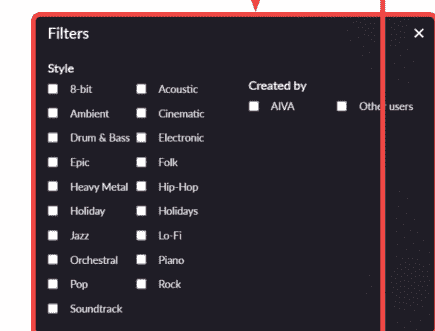 Filters
Style
8-bit
Acoustic
Ambient
Cinematic
Drum & Bass
Electronic
Epic
Folk
Heavy Metal
Hip-Hop
Holiday
Holidays
Jazz
Lo-Fi
Orchestral
Piano
Pop
Rock
Soundtrack
Created by
AIVA
Other users